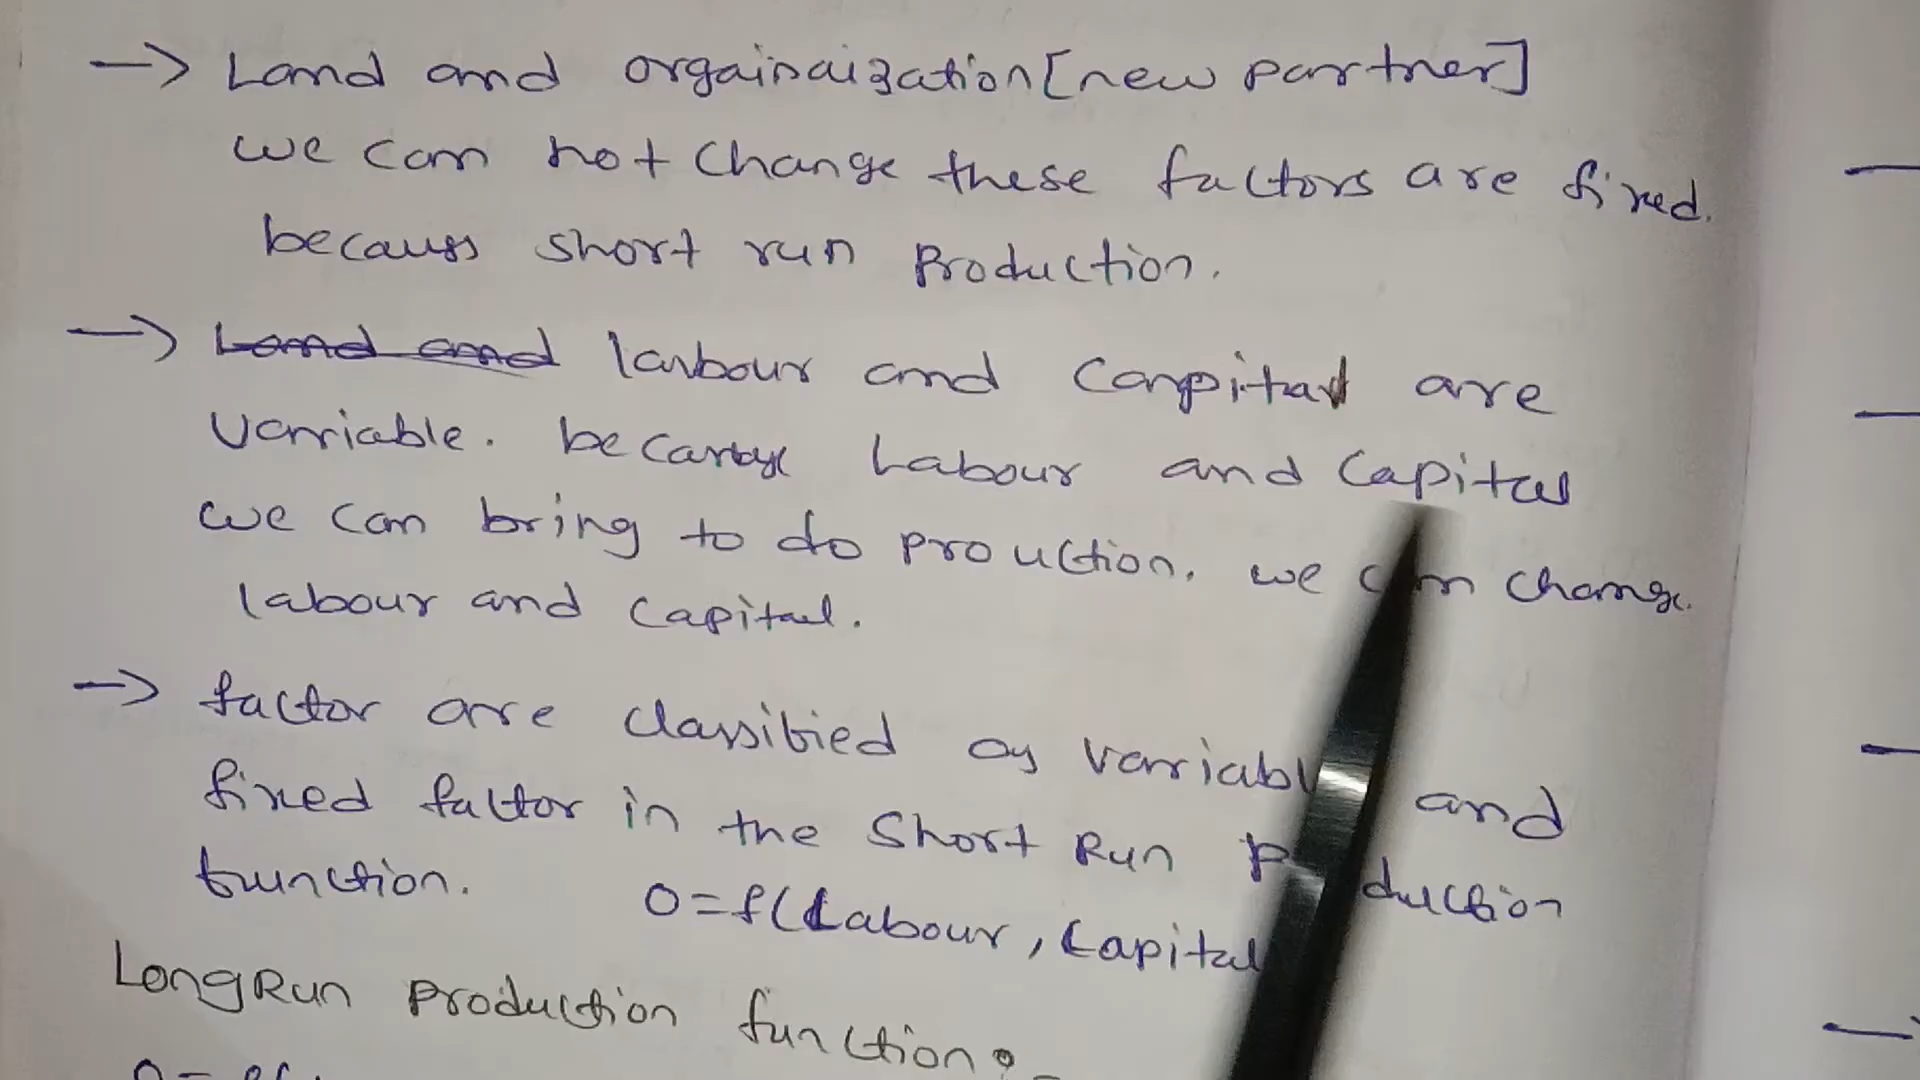 → Land and orgainaization [new partner]
we can not change these factors are fixed.
becauss short run Production.
→ Land and labour and Capital are
Variable. because Labour and Capital
we can bring to do prouction. we can change
labour and capital.
→ factor are classified as variabl and
fixed factor in the Short Run Production
function. O=f(Labour, Capital
Long Run Production function: